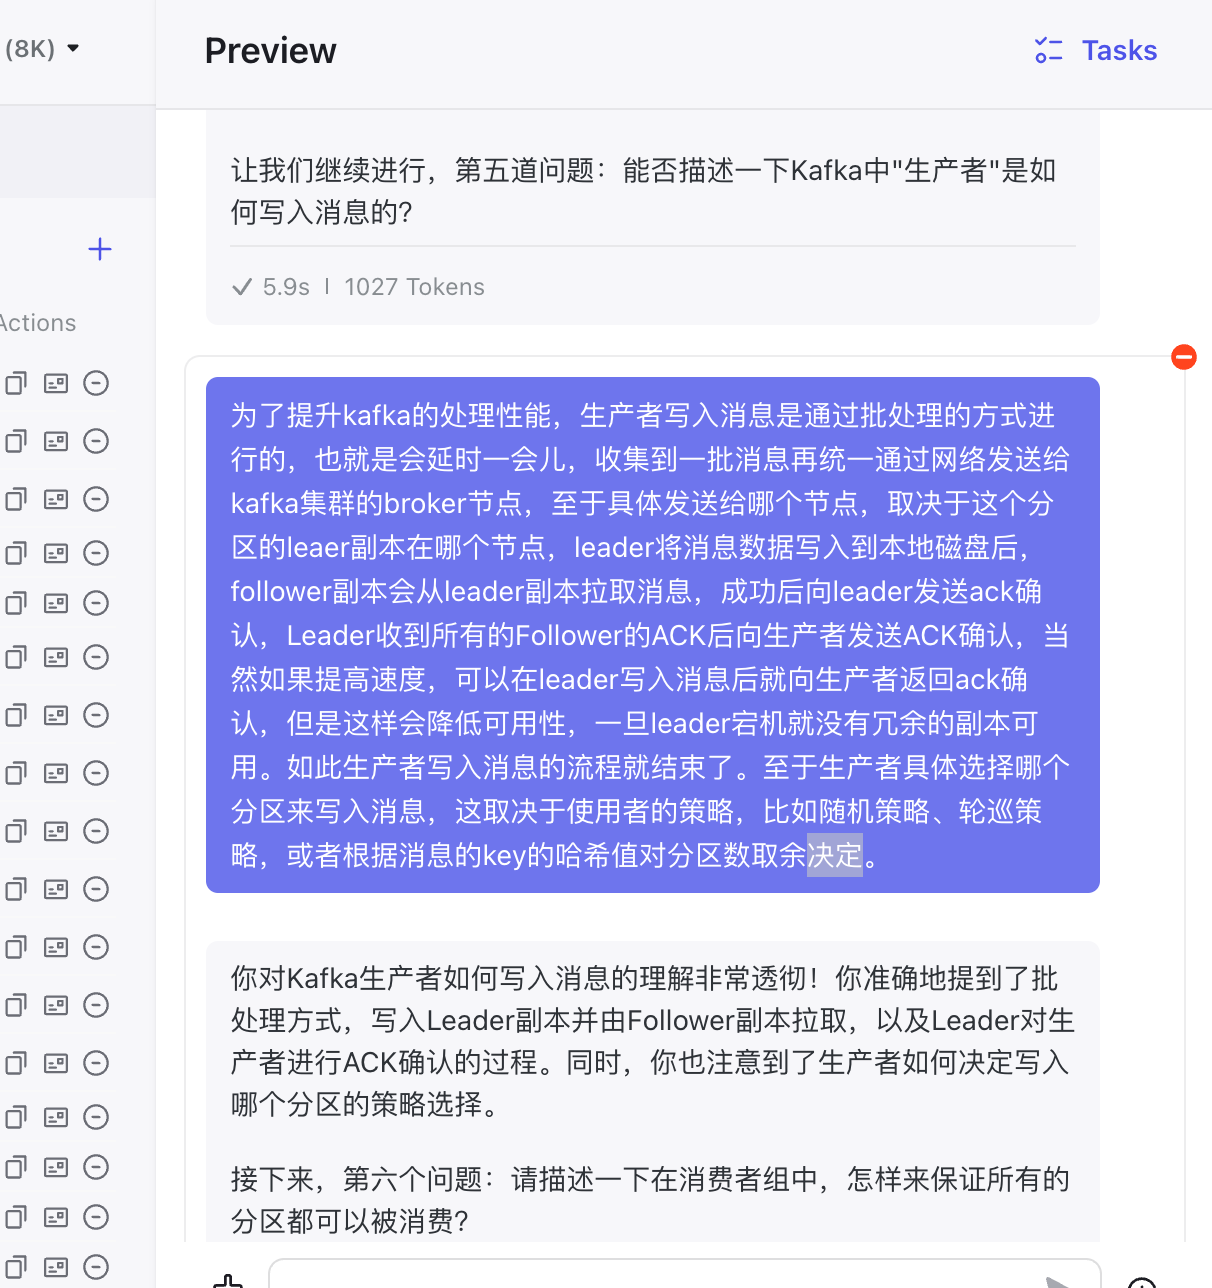 (8K)
Preview
Tasks
Actions
让我们继续进行，第五道问题：能否描述一下Kafka中"生产者"是如
何写入消息的?
5.9s | 1027 Tokens
为了提升kafka的处理性能，生产者写入消息是通过批处理的方式进
行的，也就是会延时一会儿，收集到一批消息再统一通过网络发送给
kafka集群的broker节点，至于具体发送给哪个节点，取决于这个分
区的leaer副本在哪个节点，leader将消息数据写入到本地磁盘后，
follower副本会从leader副本拉取消息，成功后向leader发送ack确
认，Leader收到所有的Follower的ACK后向生产者发送ACK确认，当
然如果提高速度，可以在leader写入消息后就向生产者返回ack确
认，但是这样会降低可用性，一旦leader宕机就没有冗余的副本可
用。如此生产者写入消息的流程就结束了。至于生产者具体选择哪个
分区来写入消息，这取决于使用者的策略，比如随机策略、轮巡策
略，或者根据消息的key的哈希值对分区数取余决定。
你对Kafka生产者如何写入消息的理解非常透彻！你准确地提到了批
处理方式，写入Leader副本并由Follower副本拉取，以及Leader对生
产者进行ACK确认的过程。同时，你也注意到了生产者如何决定写入
哪个分区的策略选择。
接下来，第六个问题：请描述一下在消费者组中，怎样来保证所有的
分区都可以被消费?